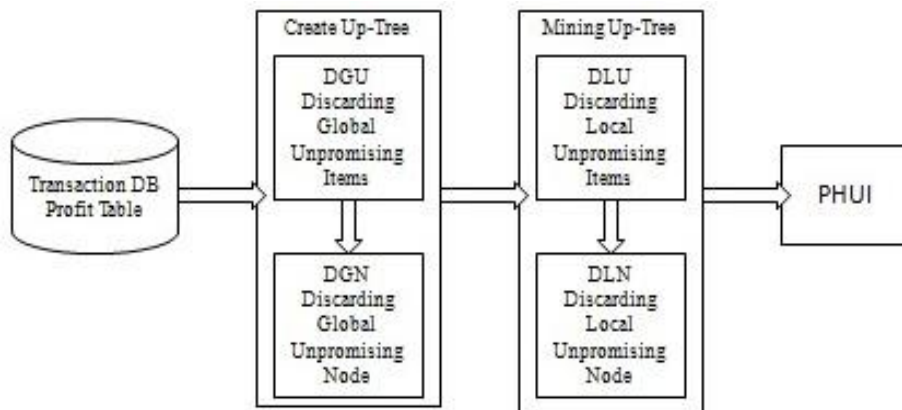 Transaction DB
Profit Table
Create Up-Tree
DGU
Discarding
Global
Unpromising
Items
DGN
Discarding
Global
Unpromising
Node
Mining Up-Tree
DLU
Discarding
Local
Unpromising
Items
DLN
Discarding
Local
Unpromising
Node
PHUI